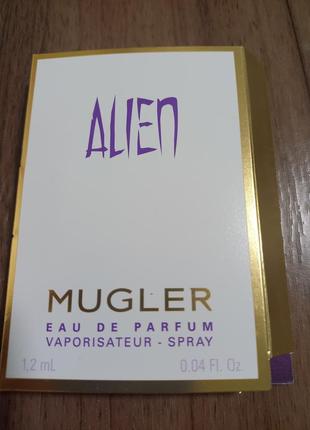 ALIEN
MUGLER
EAU DE PARFUM
VAPORISATEUR - SPRAY
1,2 mL 0.04 Fl. Oz.